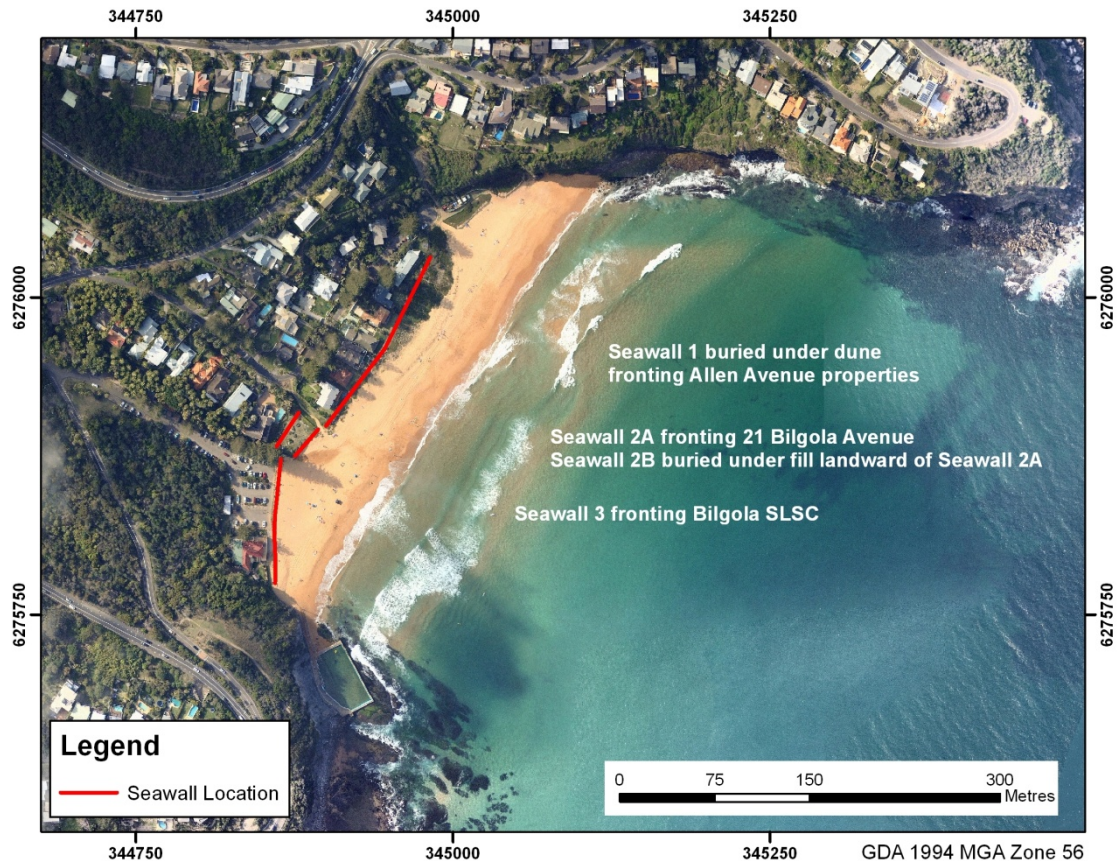 344750
345000
345250
6276000
6276000
Seawall 1 buried under dune
fronting Allen Avenue properties
Seawall 2A fronting 21 Bilgola Avenue
Seawall 2B buried under fill landward of Seawall 2A
Seawall 3 fronting Bilgola SLSC
6275750
6275750
Legend
Seawall Location
0 75 150 300
Metres
344750
345000
345250
GDA 1994 MGA Zone 56